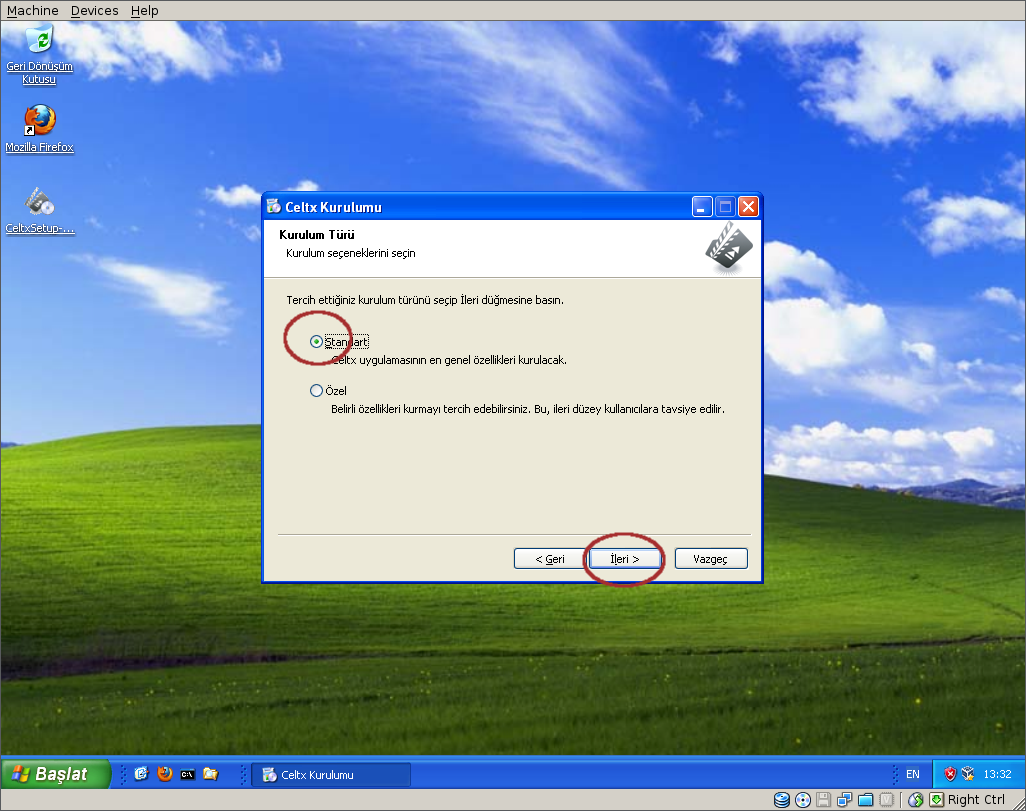 Machine Devices Help
Geri Dönüşüm
Kutusu
Mozilla Firefox
CeltxSetup-...
Celtx Kurulumu
Kurulum Türü
Kurulum seçeneklerini seçin
Tercih ettiğiniz kurulum türünü seçip İleri düğmesine basın.
Standart
Celtx uygulamasının en genel özellikleri kurulacak.
Özel
Belirli özellikleri kurmayı tercih edebilirsiniz. Bu, ileri düzey kullanıcılara tavsiye edilir.
< Geri İleri > Vazgeç
Başlat Celtx Kurulumu EN 13:32
Right Ctrl